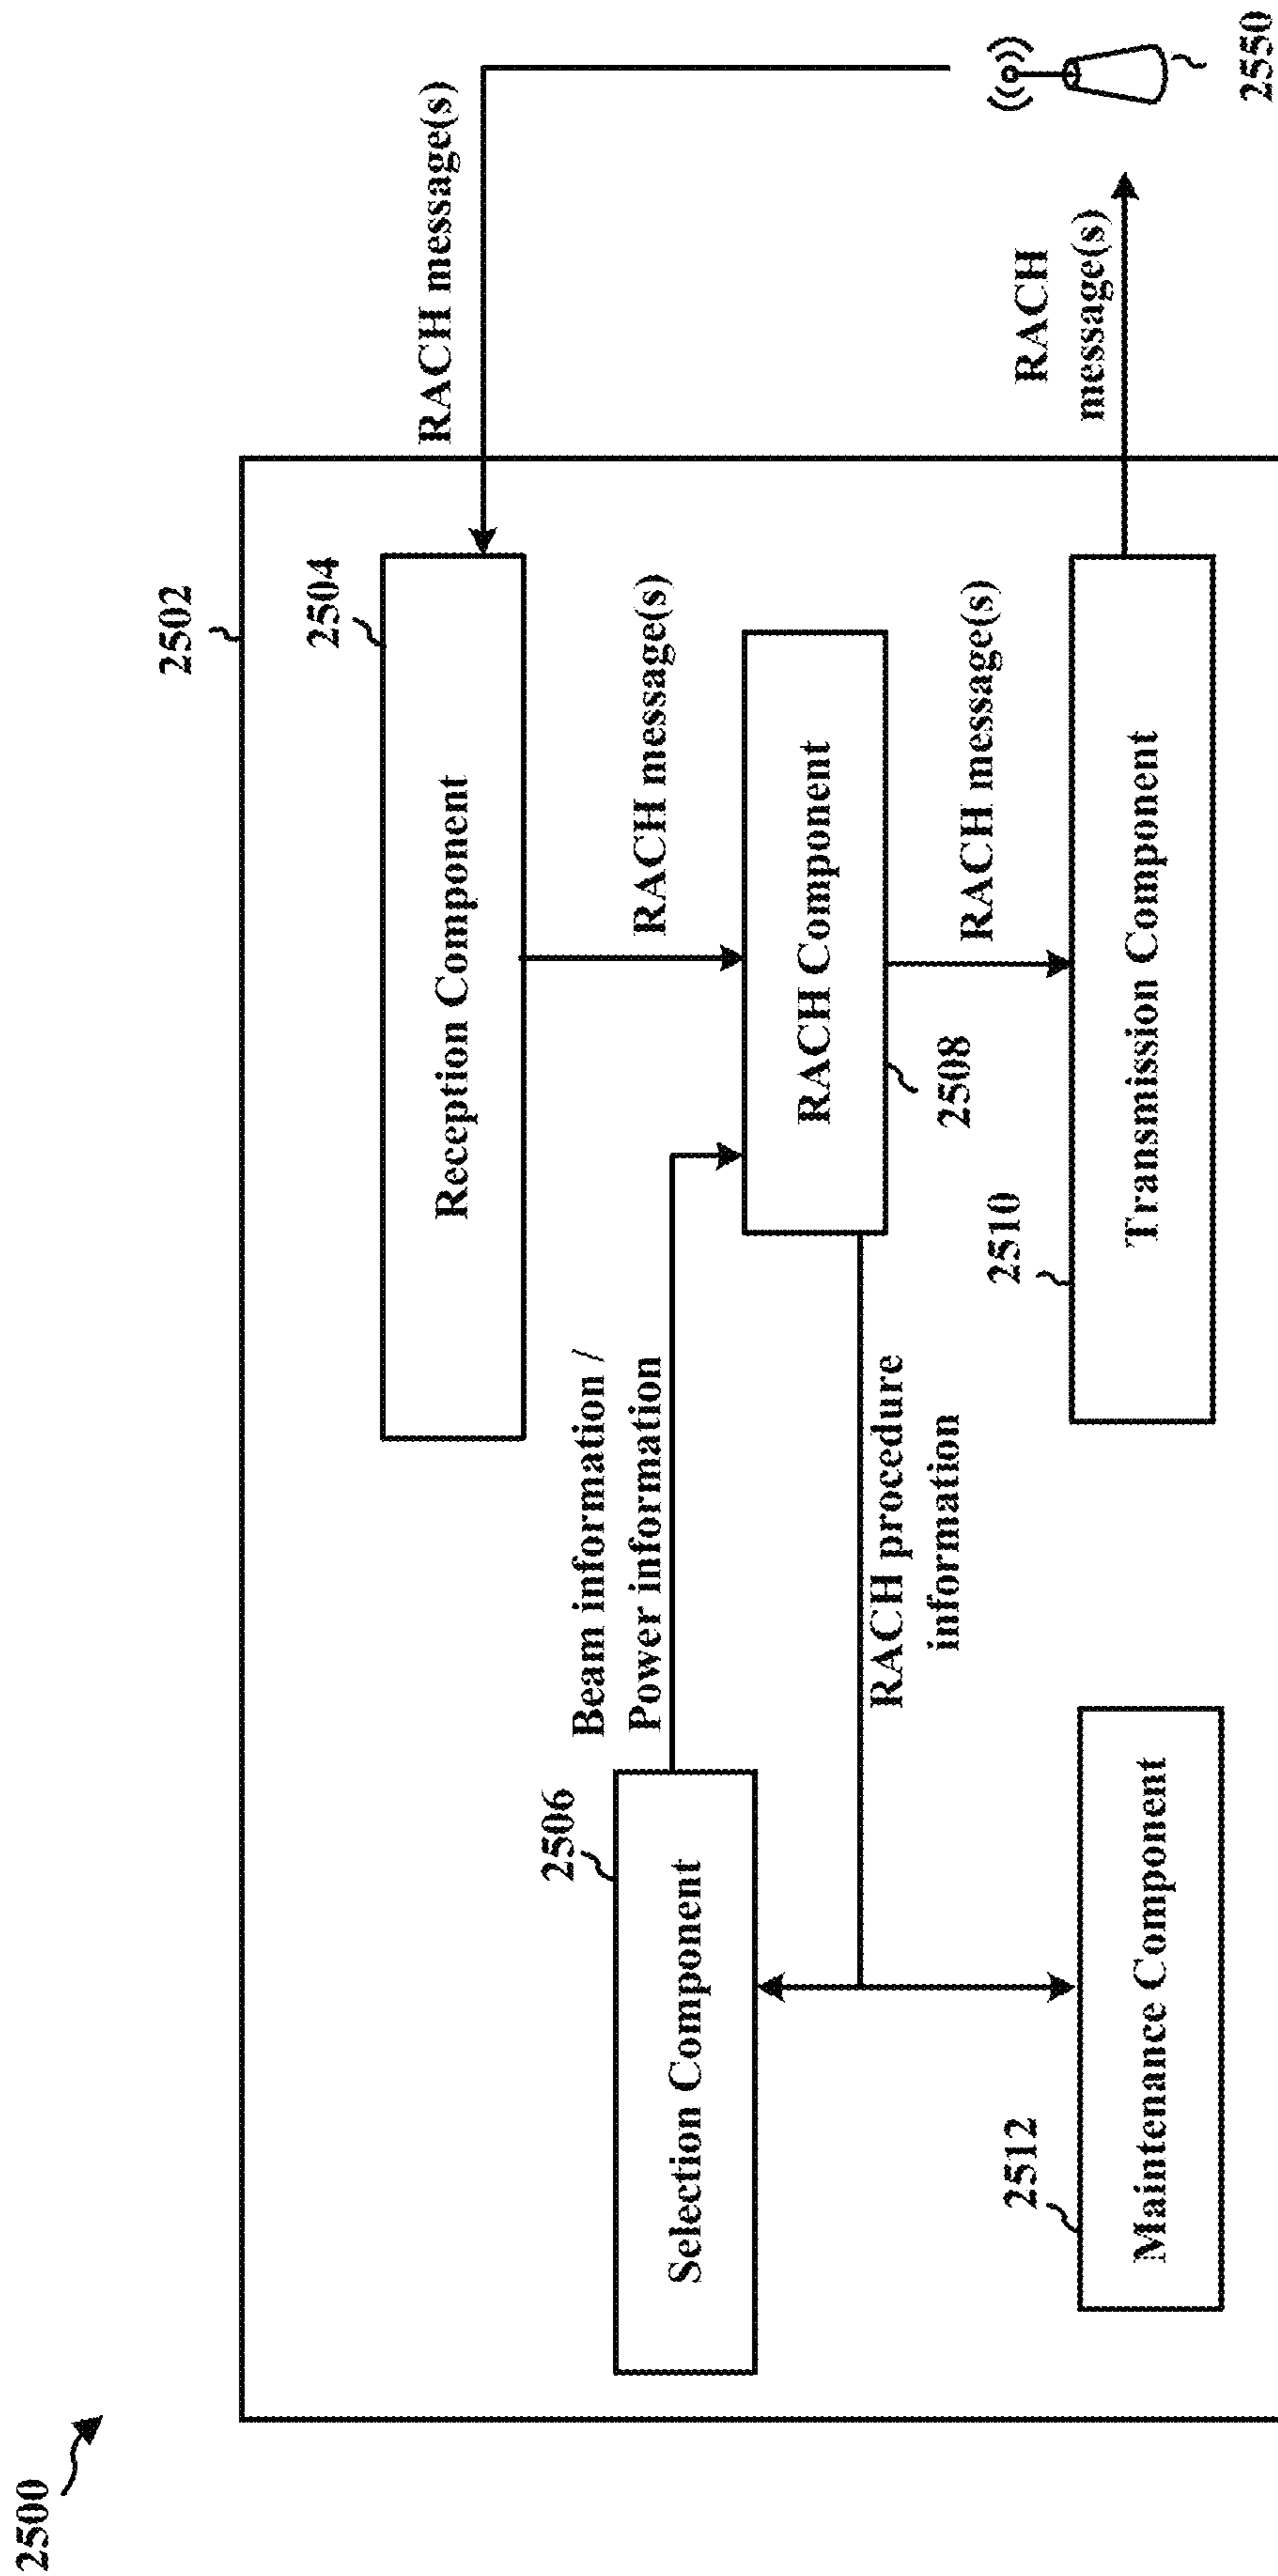 2500
2502
2504
Reception Component
RACH message(s)
RACH message(s)
2506
Selection Component
Beam information /
Power information
RACH Component
2508
RACH procedure
information
RACH message(s)
RACH
message(s)
2512
Maintenance Component
2510
Transmission Component
2550